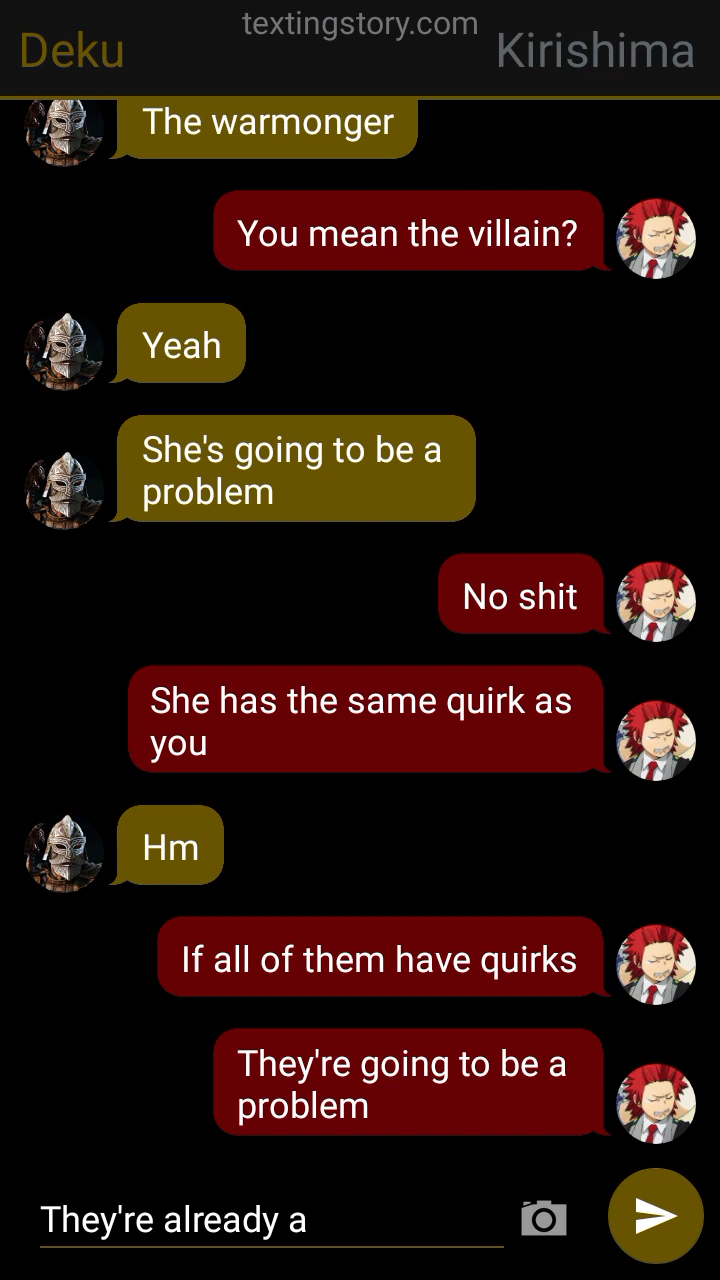 textingstory.com
Deku
Kirishima
The warmonger
You mean the villain?
Yeah
She's going to be a
problem
No shit
She has the same quirk as
you
Hm
If all of them have quirks
They're going to be a
problem
They're already a